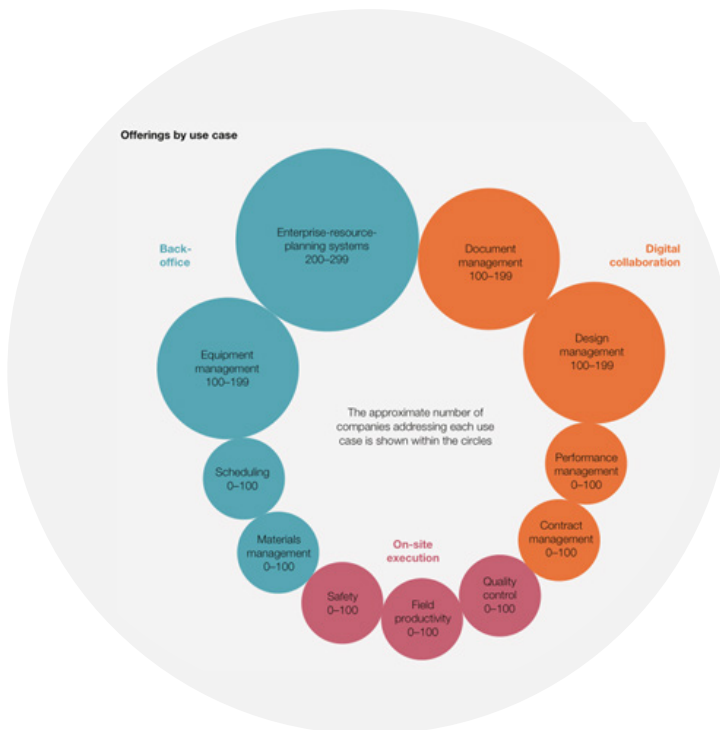 Offerings by use case
Back-
office
Enterprise-resource-
planning systems
200–299
Document
management
100–199
Digital
collaboration
Equipment
management
100–199
Design
management
100–199
The approximate number of
companies addressing each use
case is shown within the circles
Scheduling
0–100
Performance
management
0–100
Materials
management
0–100
Contract
management
0–100
On-site
execution
Safety
0–100
Field
productivity
0–100
Quality
control
0–100